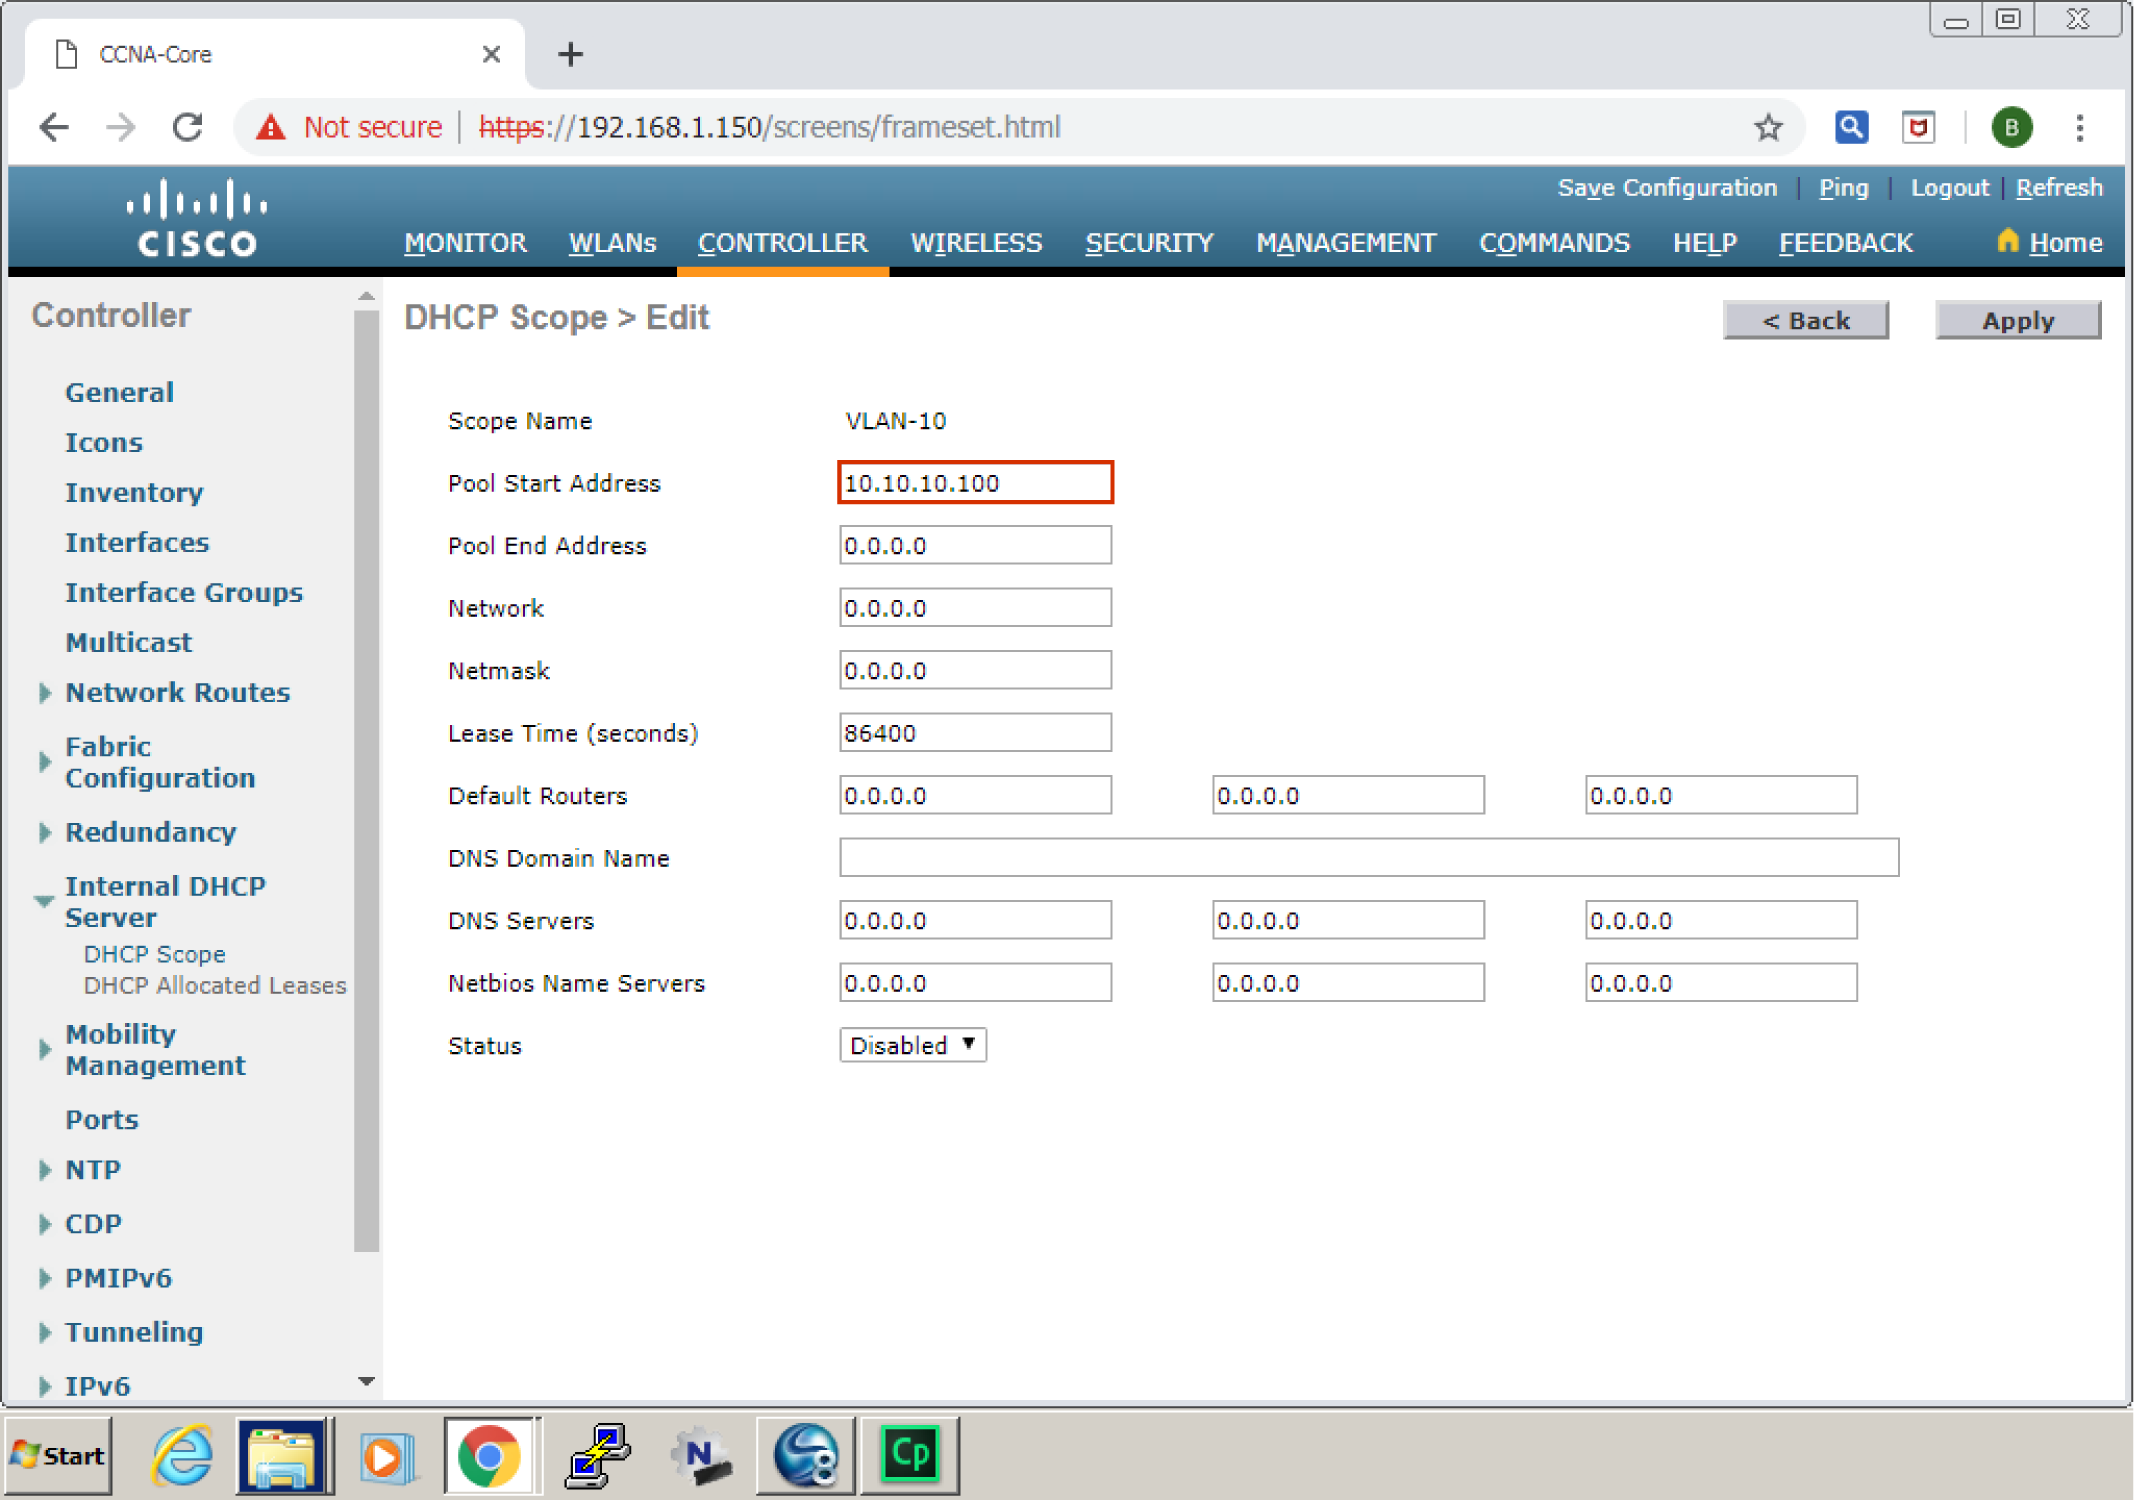 CCNA-Core
Not secure | https://192.168.1.150/screens/frameset.html
B
Save Configuration | Ping | Logout | Refresh
CISCO
MONITOR WLANs CONTROLLER WIRELESS SECURITY MANAGEMENT COMMANDS HELP FEEDBACK Home
Controller
General
Icons
Inventory
Interfaces
Interface Groups
Multicast
Network Routes
Fabric
Configuration
Redundancy
Internal DHCP
Server
DHCP Scope
DHCP Allocated Leases
Mobility
Management
Ports
NTP
CDP
PMIPv6
Tunneling
IPv6
DHCP Scope > Edit
< Back Apply
Scope Name VLAN-10
Pool Start Address 10.10.10.100
Pool End Address 0.0.0.0
Network 0.0.0.0
Netmask 0.0.0.0
Lease Time (seconds) 86400
Default Routers 0.0.0.0 0.0.0.0 0.0.0.0
DNS Domain Name
DNS Servers 0.0.0.0 0.0.0.0 0.0.0.0
Netbios Name Servers 0.0.0.0 0.0.0.0 0.0.0.0
Status Disabled
Start
N
8
Cp